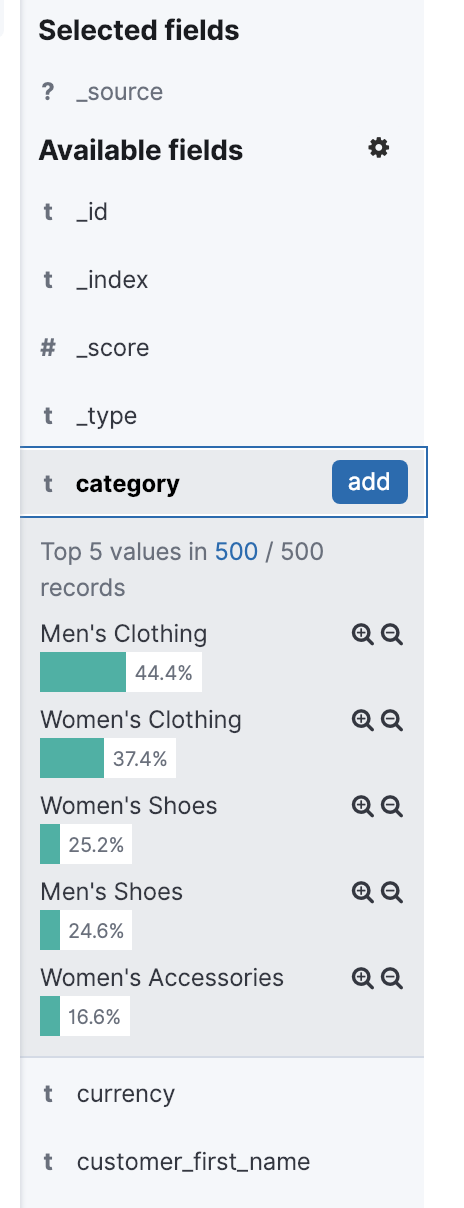 Selected fields
? _source
Available fields
t _id
t _index
# _score
t _type
t category add
Top 5 values in 500 / 500
records
Men's Clothing
44.4%
Women's Clothing
37.4%
Women's Shoes
25.2%
Men's Shoes
24.6%
Women's Accessories
16.6%
t currency
t customer_first_name